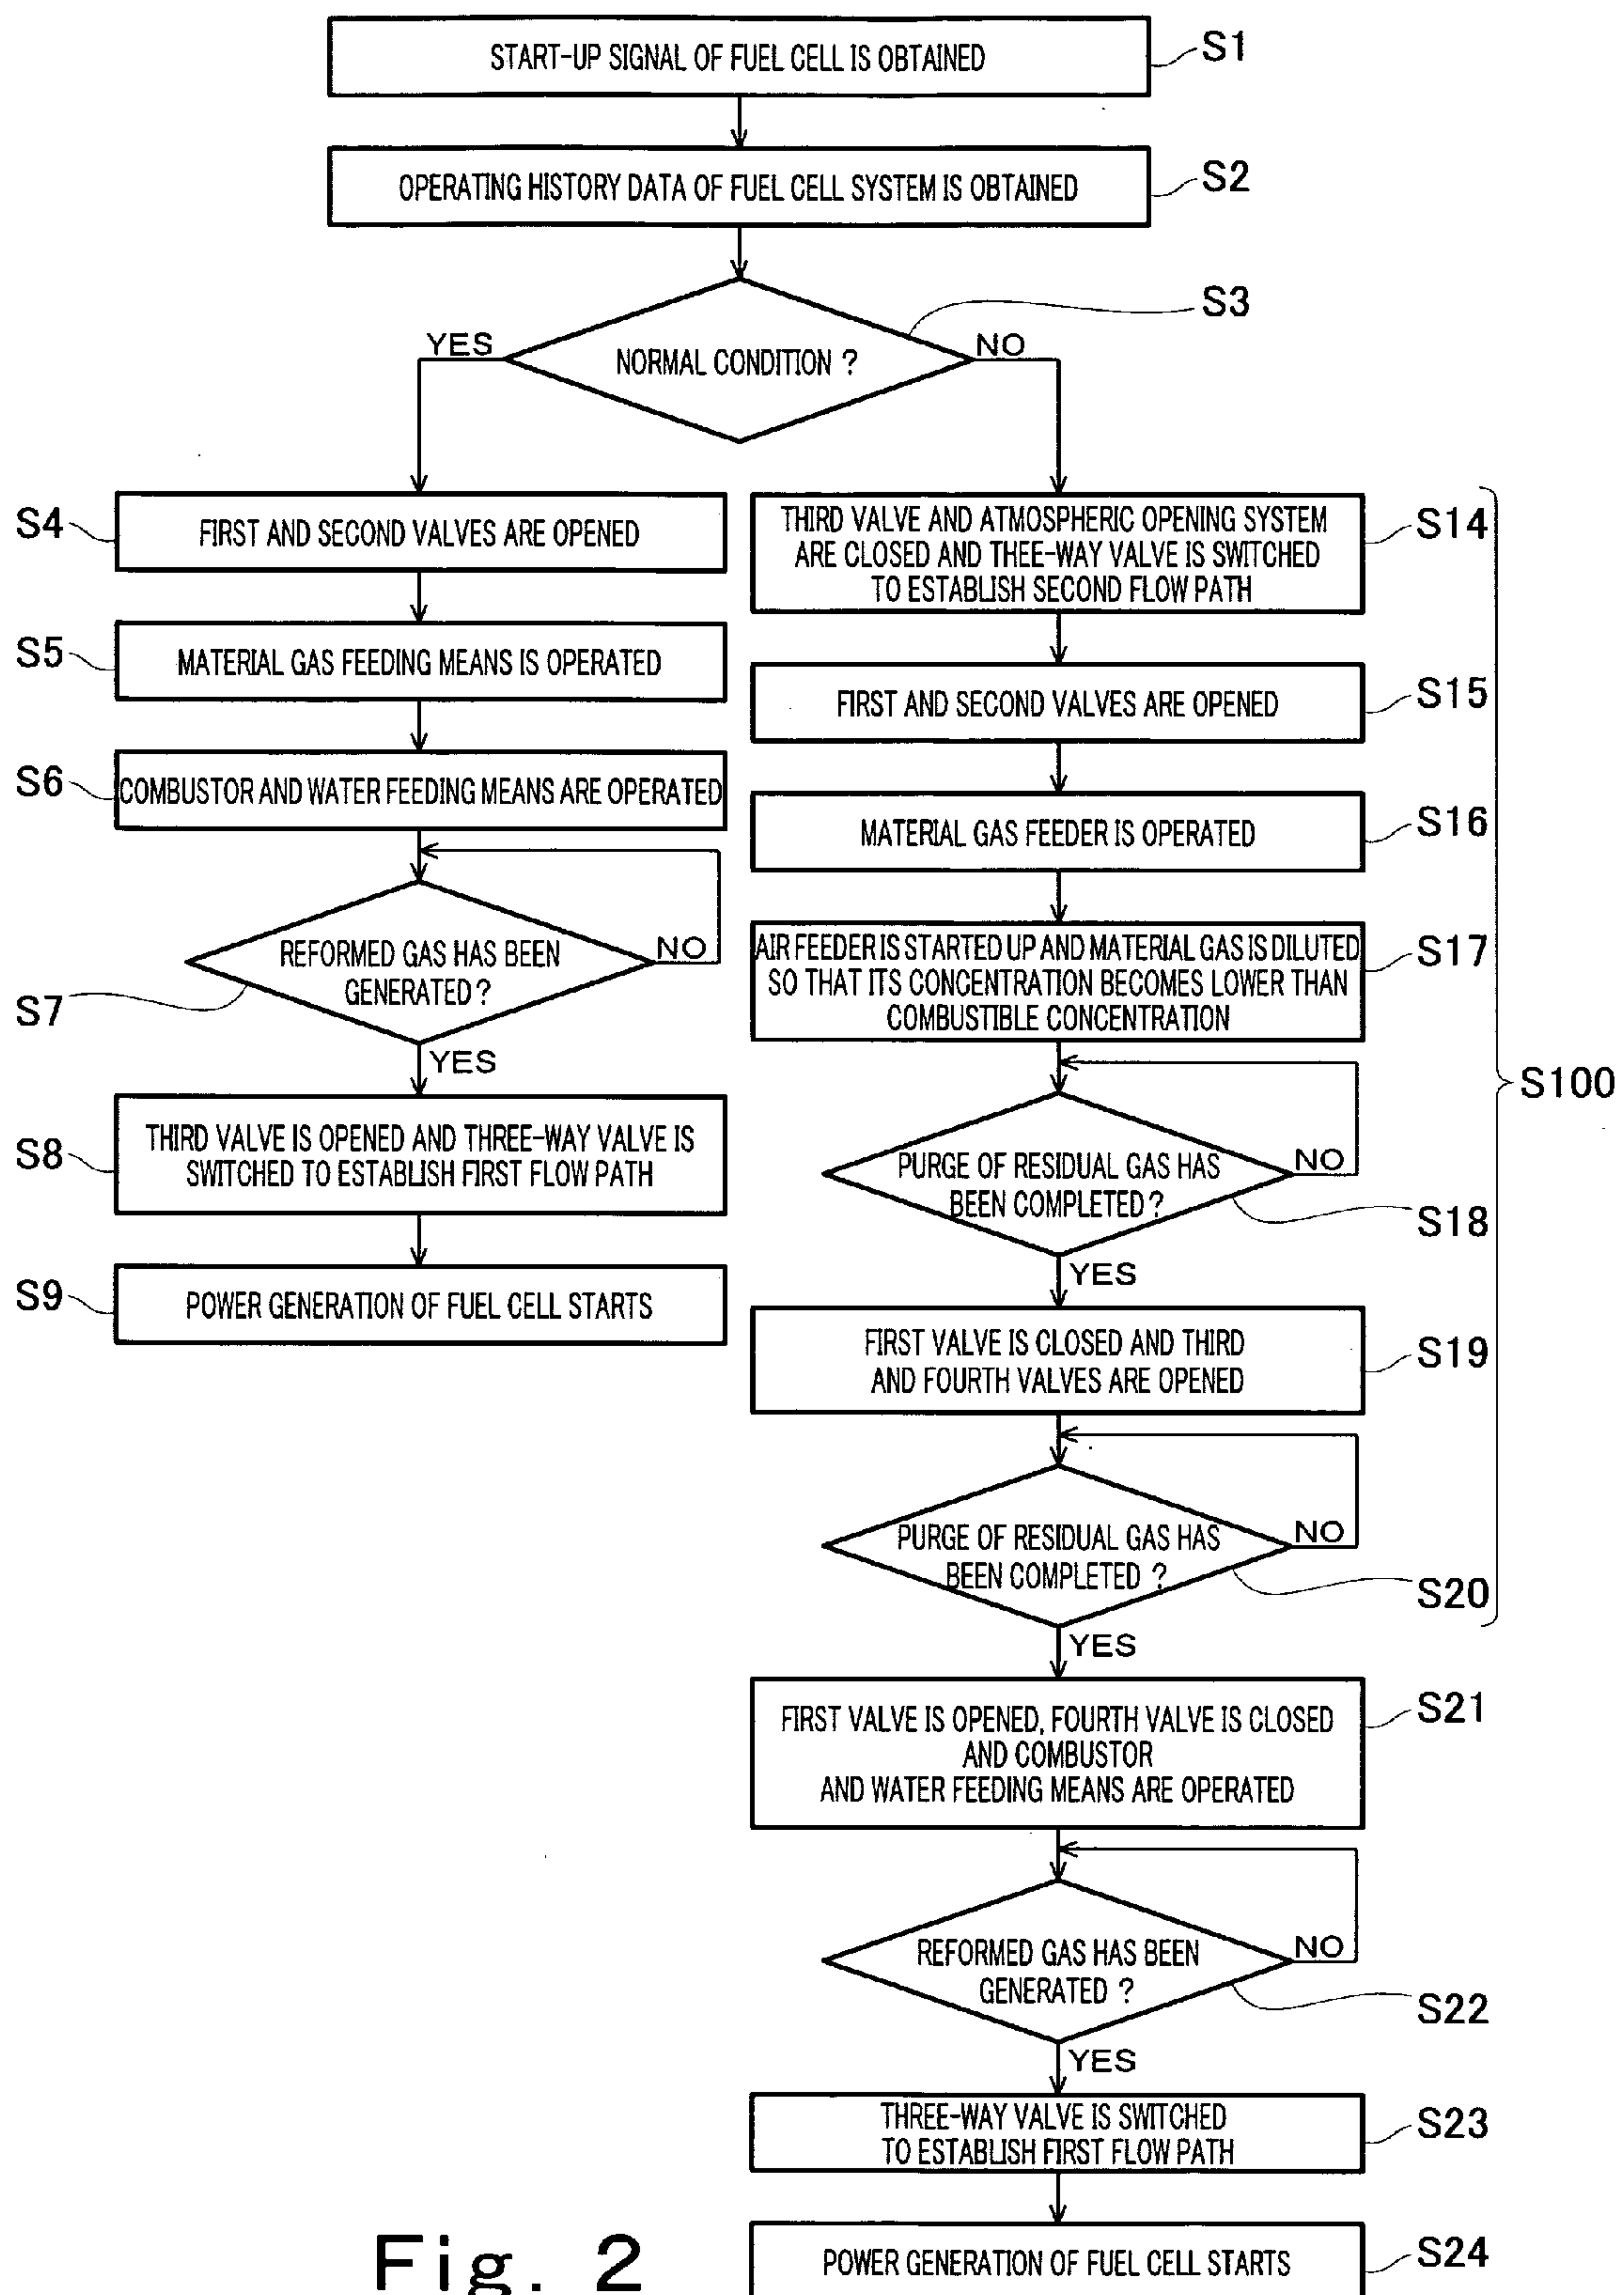 START-UP SIGNAL OF FUEL CELL IS OBTAINED
S1
OPERATING HISTORY DATA OF FUEL CELL SYSTEM IS OBTAINED
S2
NORMAL CONDITION ?
S3
YES
NO
S4
FIRST AND SECOND VALVES ARE OPENED
S5
MATERIAL GAS FEEDING MEANS IS OPERATED
S6
COMBUSTOR AND WATER FEEDING MEANS ARE OPERATED
REFORMED GAS HAS BEEN
GENERATED ?
NO
S7
YES
S8
THIRD VALVE IS OPENED AND THREE-WAY VALVE IS
SWITCHED TO ESTABLISH FIRST FLOW PATH
S9
POWER GENERATION OF FUEL CELL STARTS
THIRD VALVE AND ATMOSPHERIC OPENING SYSTEM
ARE CLOSED AND THEE-WAY VALVE IS SWITCHED
TO ESTABLISH SECOND FLOW PATH
S14
FIRST AND SECOND VALVES ARE OPENED
S15
MATERIAL GAS FEEDER IS OPERATED
S16
AIR FEEDER IS STARTED UP AND MATERIAL GAS IS DILUTED
SO THAT ITS CONCENTRATION BECOMES LOWER THAN
COMBUSTIBLE CONCENTRATION
S17
PURGE OF RESIDUAL GAS HAS
BEEN COMPLETED ?
NO
S18
YES
FIRST VALVE IS CLOSED AND THIRD
AND FOURTH VALVES ARE OPENED
S19
PURGE OF RESIDUAL GAS HAS
BEEN COMPLETED ?
NO
S20
YES
S100
FIRST VALVE IS OPENED, FOURTH VALVE IS CLOSED
AND COMBUSTOR
AND WATER FEEDING MEANS ARE OPERATED
S21
REFORMED GAS HAS BEEN
GENERATED ?
NO
S22
YES
THREE-WAY VALVE IS SWITCHED
TO ESTABLISH FIRST FLOW PATH
S23
POWER GENERATION OF FUEL CELL STARTS
S24
Fig. 2